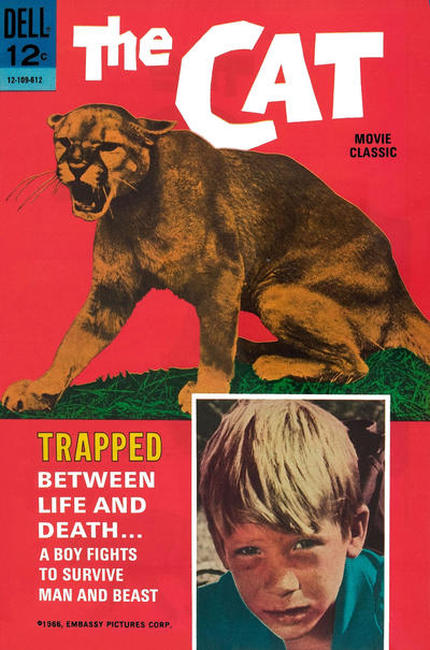 DELL
12c
12-109-612
The CAT
MOVIE
CLASSIC
TRAPPED
BETWEEN
LIFE AND
DEATH...
A BOY FIGHTS
TO SURVIVE
MAN AND BEAST
©1966, EMBASSY PICTURES CORP.